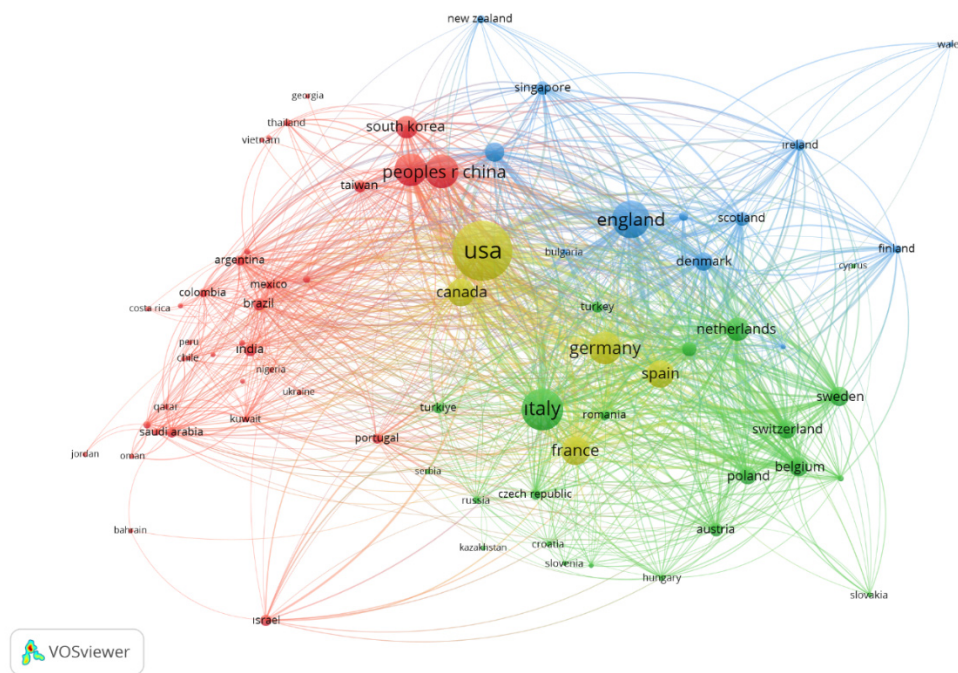 new zealand
wale
singapore
georgia
thailand
south korea
vietnam
ireland
peoples r china
taiwan
england
scotland
usa
bulgaria
finland
argentina
denmark
cyprus
mexico
canada
colombia
brazil
costa rica
turkey
netherlands
peru
india
germany
chile
nigeria
spain
ukraine
sweden
qatar
turkiye
italy
romania
kuwait
saudi arabia
switzerland
portugal
france
jordan
oman
serbia
belgium
poland
czech republic
russia
bahrain
austria
kazakhstan
croatia
slovenia
hungary
slovakia
israel
VOSviewer